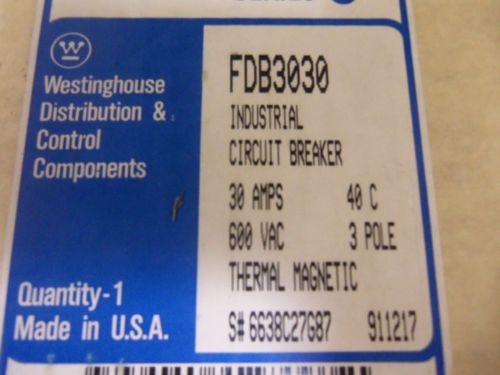 Westinghouse
Distribution &
Control
Components
Quantity-1
Made in U.S.A.
FDB3030
INDUSTRIAL
CIRCUIT BREAKER
30 AMPS 40 C
600 VAC 3 POLE
THERMAL MAGNETIC
S# 6638C27G87 911217